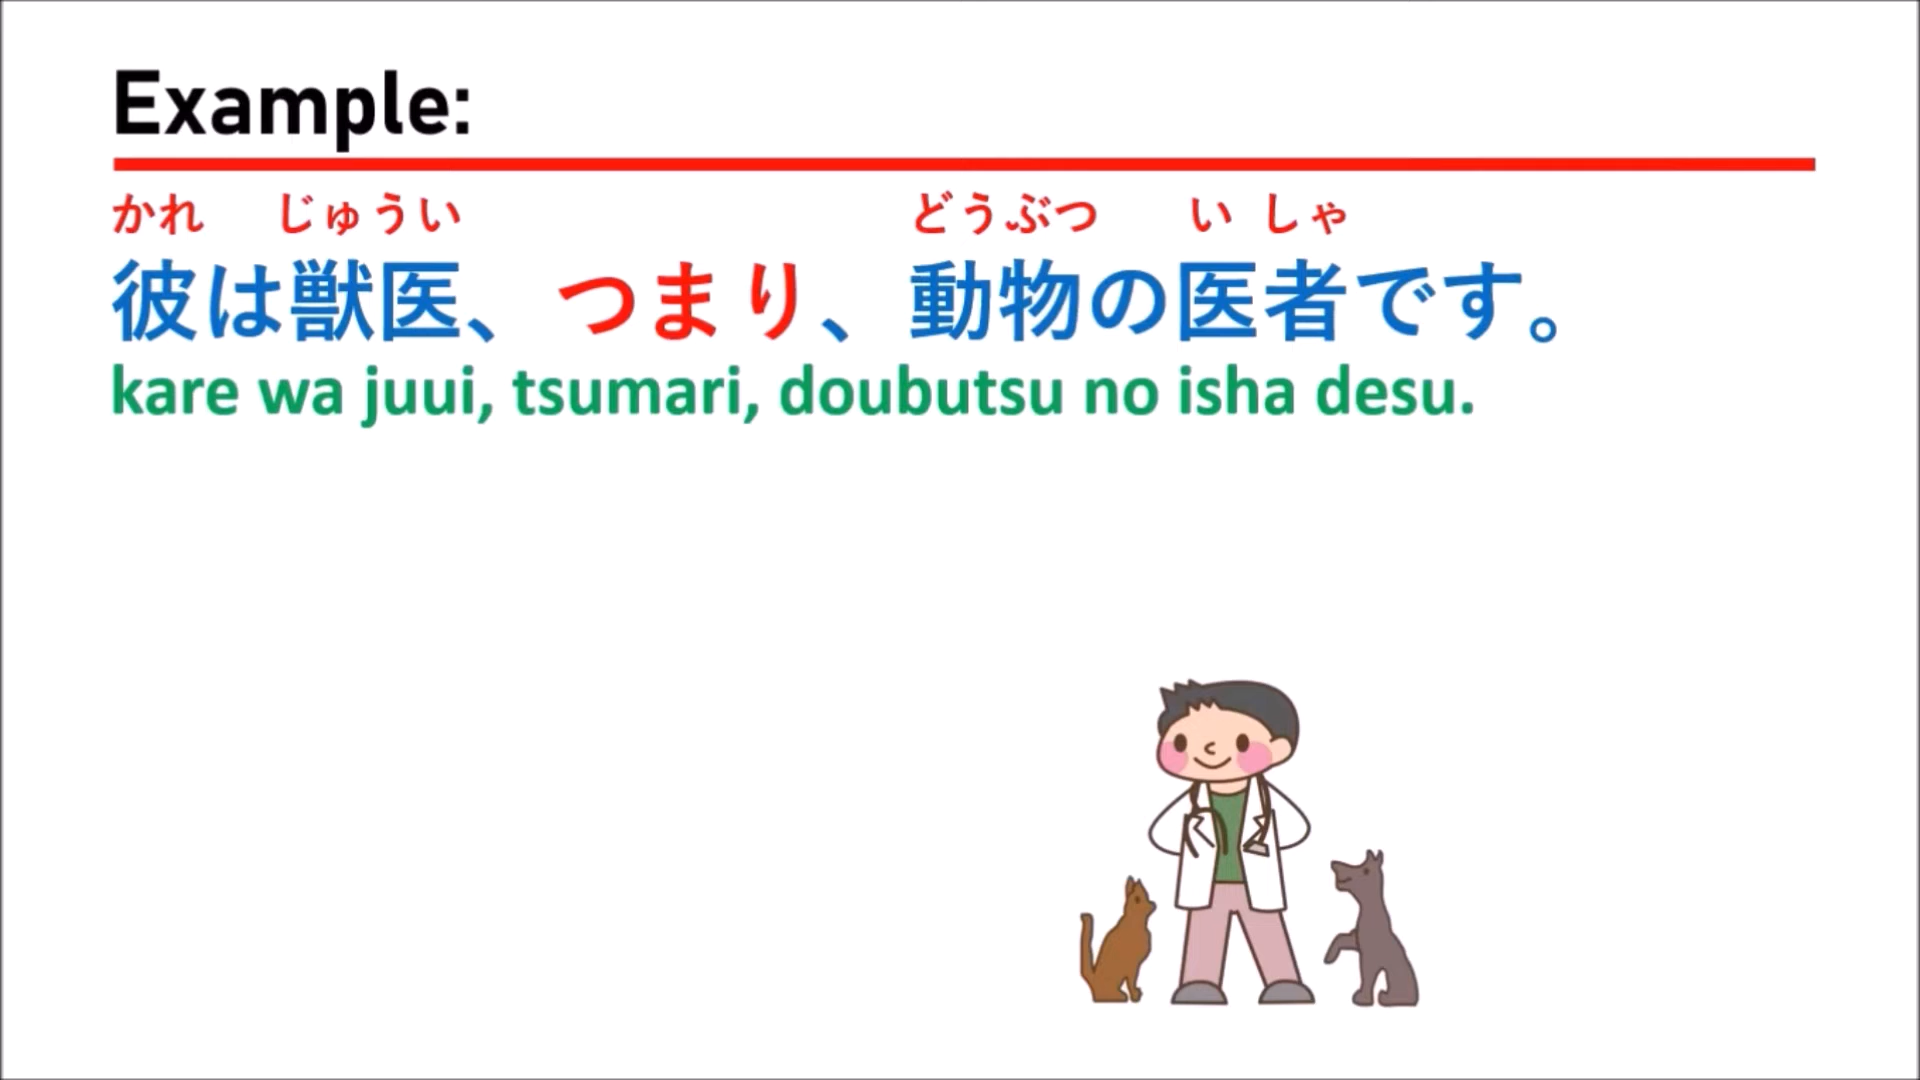 Example:
かれ じゅうい どうぶつ い しゃ
彼は獣医、つまり、動物の医者です。
kare wa juui, tsumari, doubutsu no isha desu.